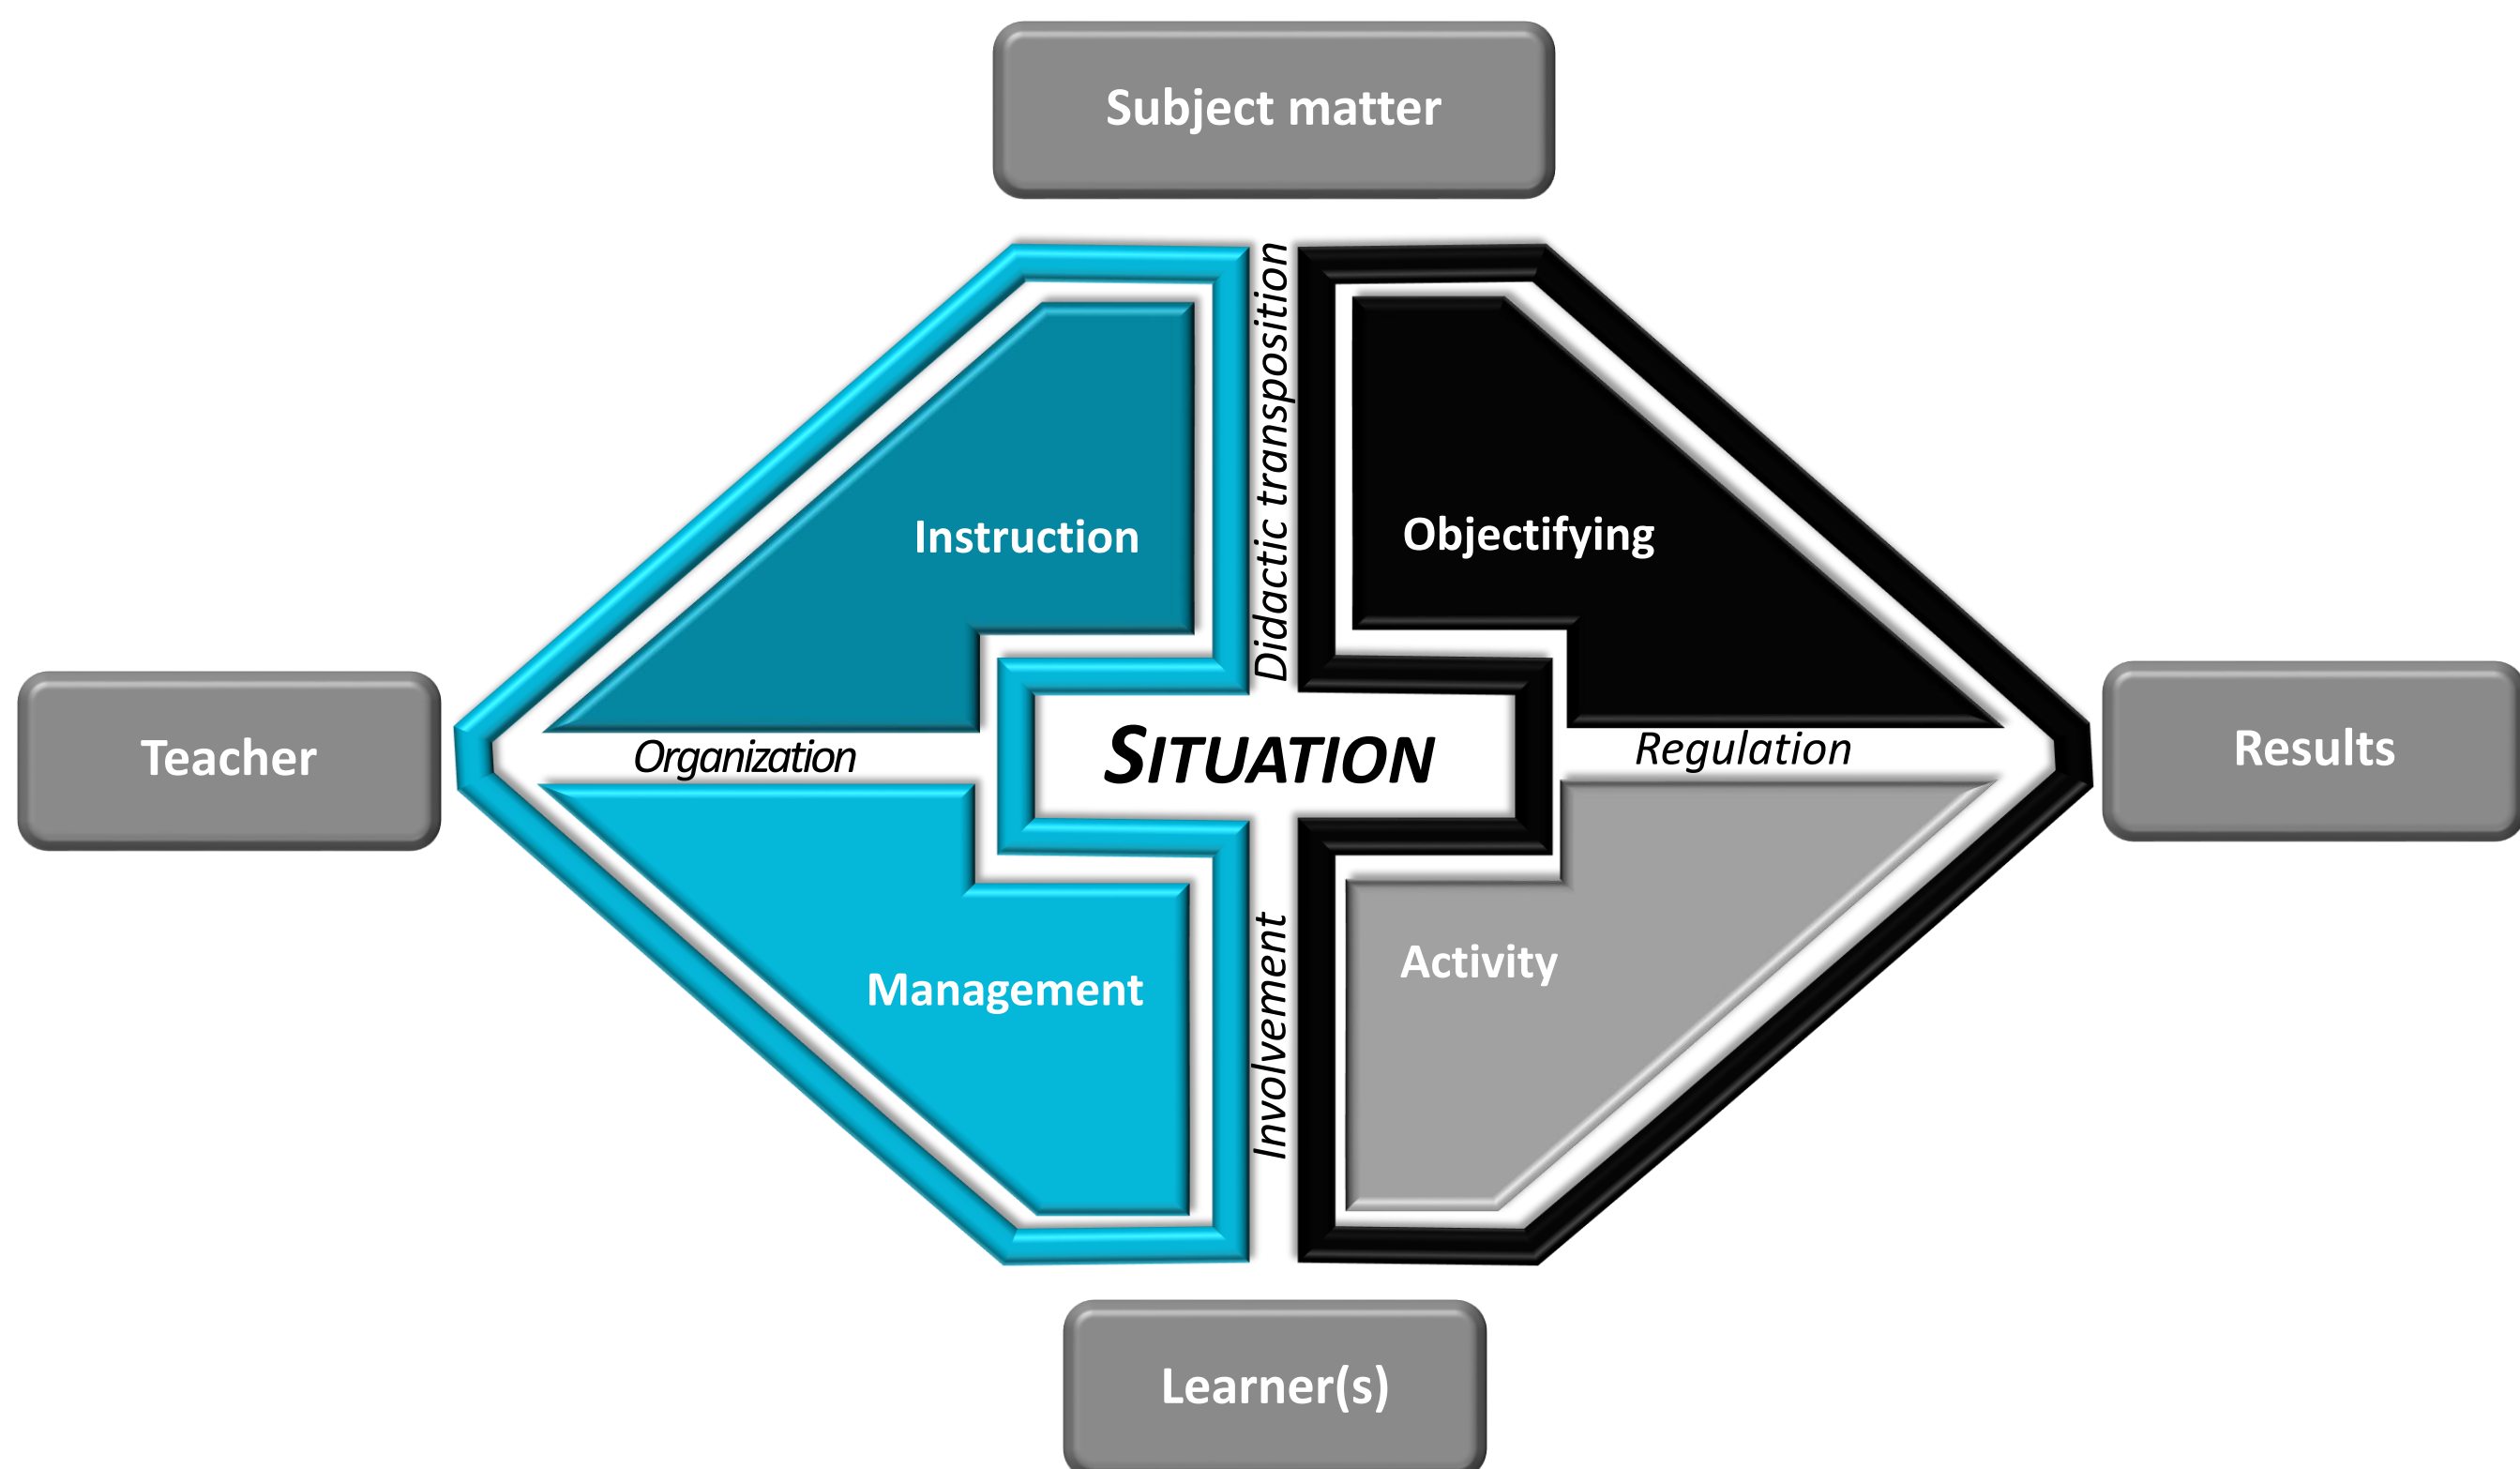 Subject matter
Didactic transposition
Instruction
Objectifying
Teacher
Organization
SITUATION
Regulation
Results
Management
Involvement
Activity
Learner(s)